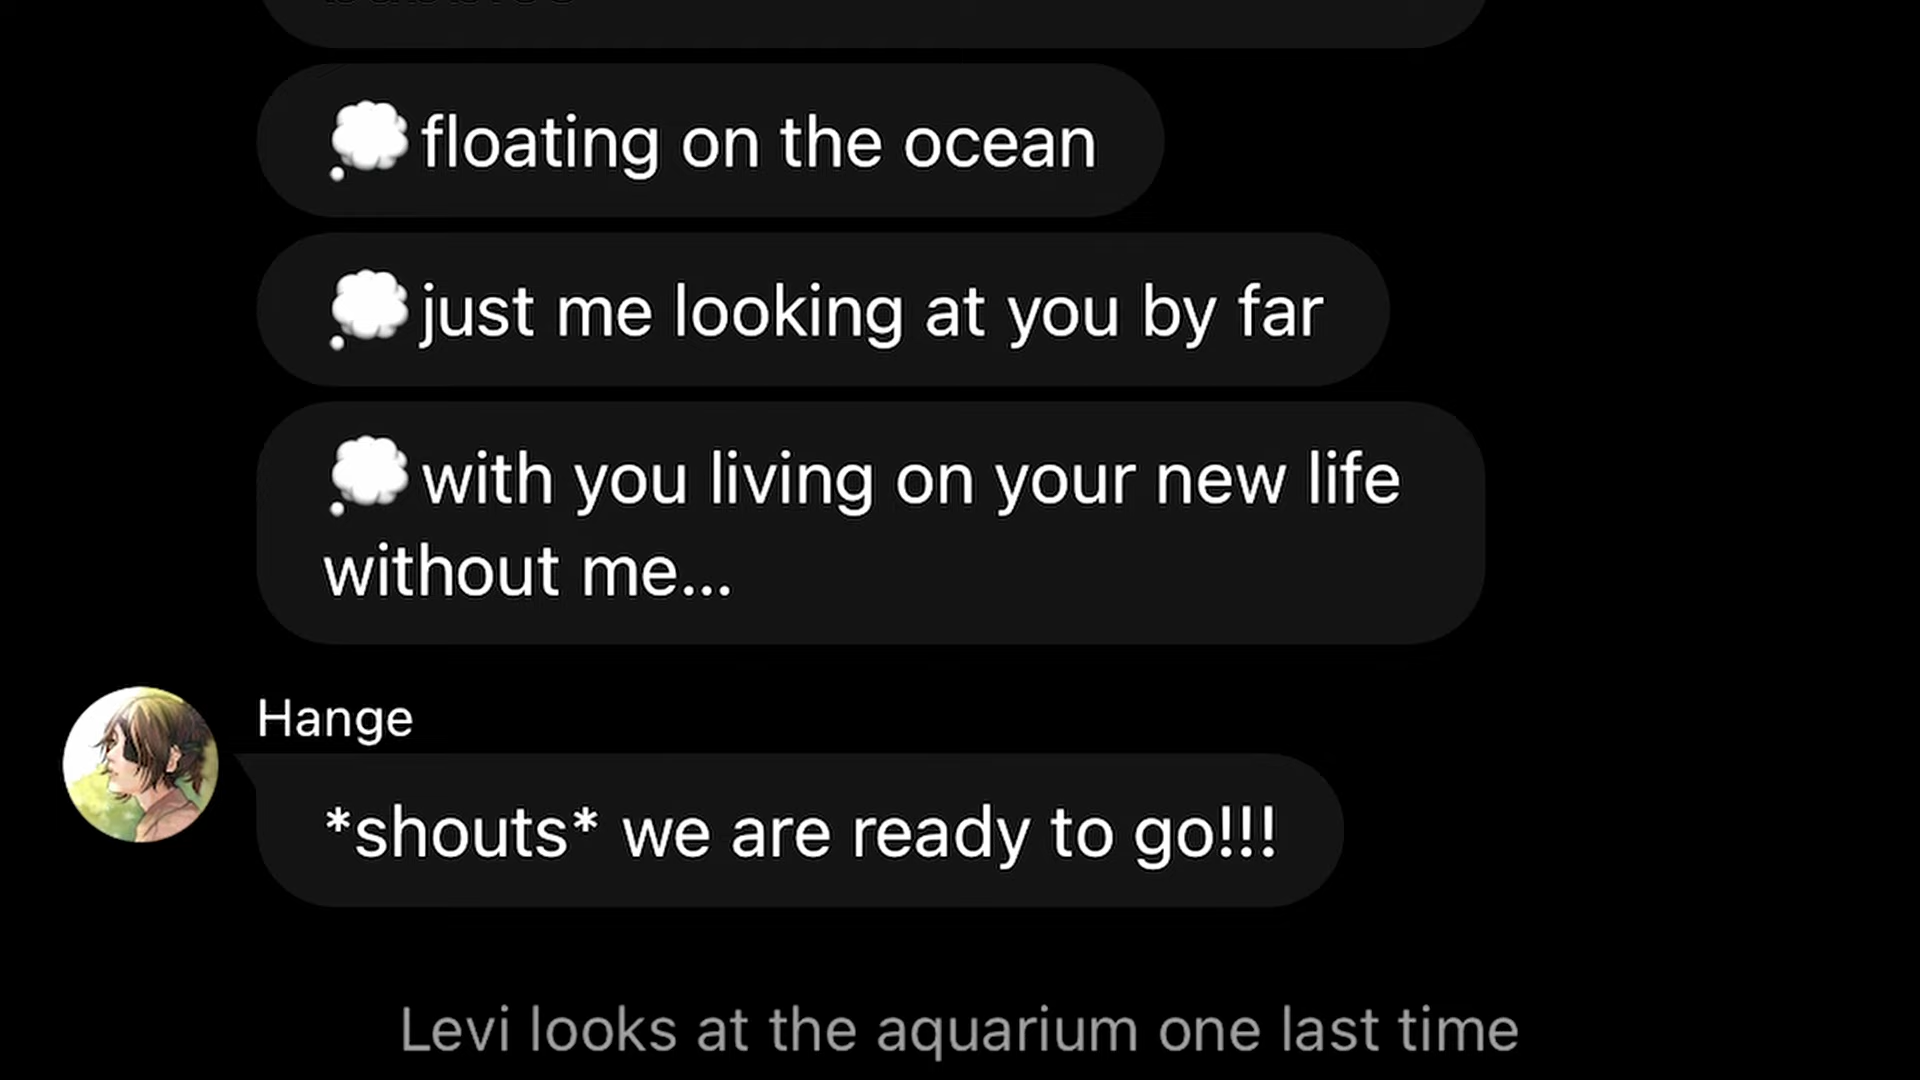 💭floating on the ocean
💭just me looking at you by far
💭with you living on your new life
without me...
Hange
*shouts* we are ready to go!!!
Levi looks at the aquarium one last time